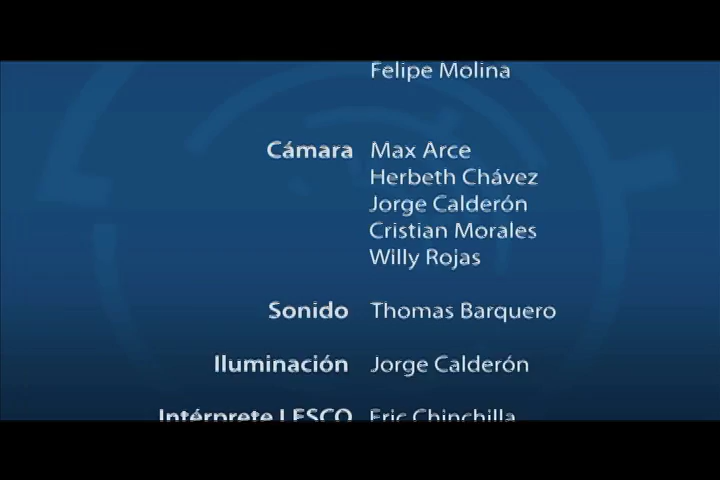 Felipe Molina
Cámara Max Arce
Herbeth Chávez
Jorge Calderón
Cristian Morales
Willy Rojas
Sonido Thomas Barquero
Iluminación Jorge Calderón
Intérprete LESCO Eric Chinchilla